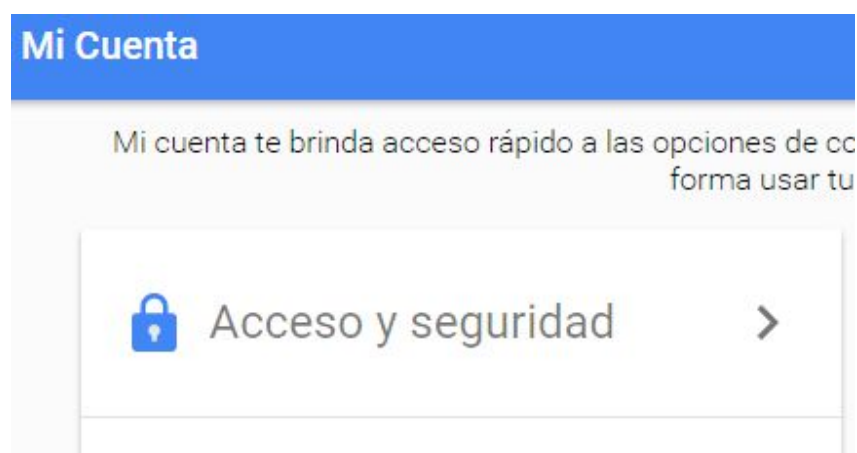 Mi Cuenta
Mi cuenta te brinda acceso rápido a las opciones de
forma usar tu
Acceso y seguridad